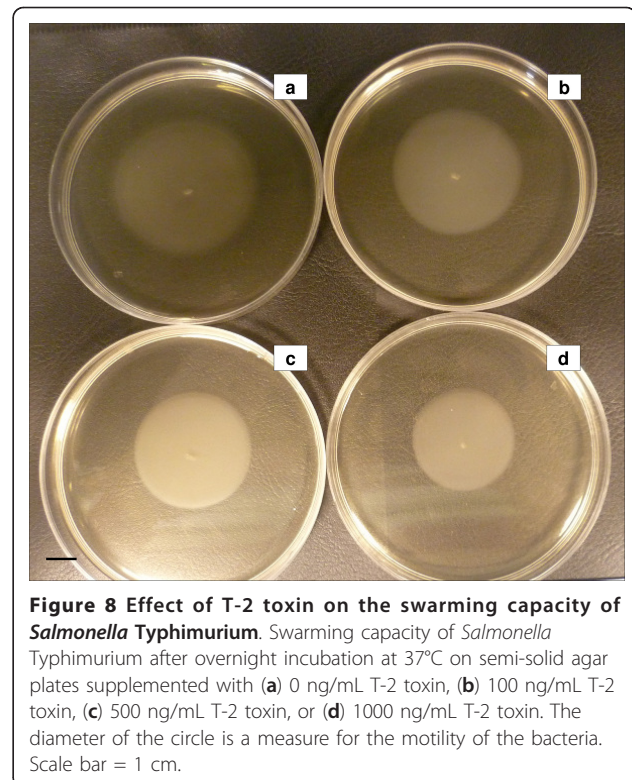 a
b
c
d
Figure 8 Effect of T-2 toxin on the swarming capacity of
Salmonella Typhimurium. Swarming capacity of Salmonella
Typhimurium after overnight incubation at 37°C on semi-solid agar
plates supplemented with (a) 0 ng/mL T-2 toxin, (b) 100 ng/mL T-2
toxin, (c) 500 ng/mL T-2 toxin, or (d) 1000 ng/mL T-2 toxin. The
diameter of the circle is a measure for the motility of the bacteria.
Scale bar = 1 cm.